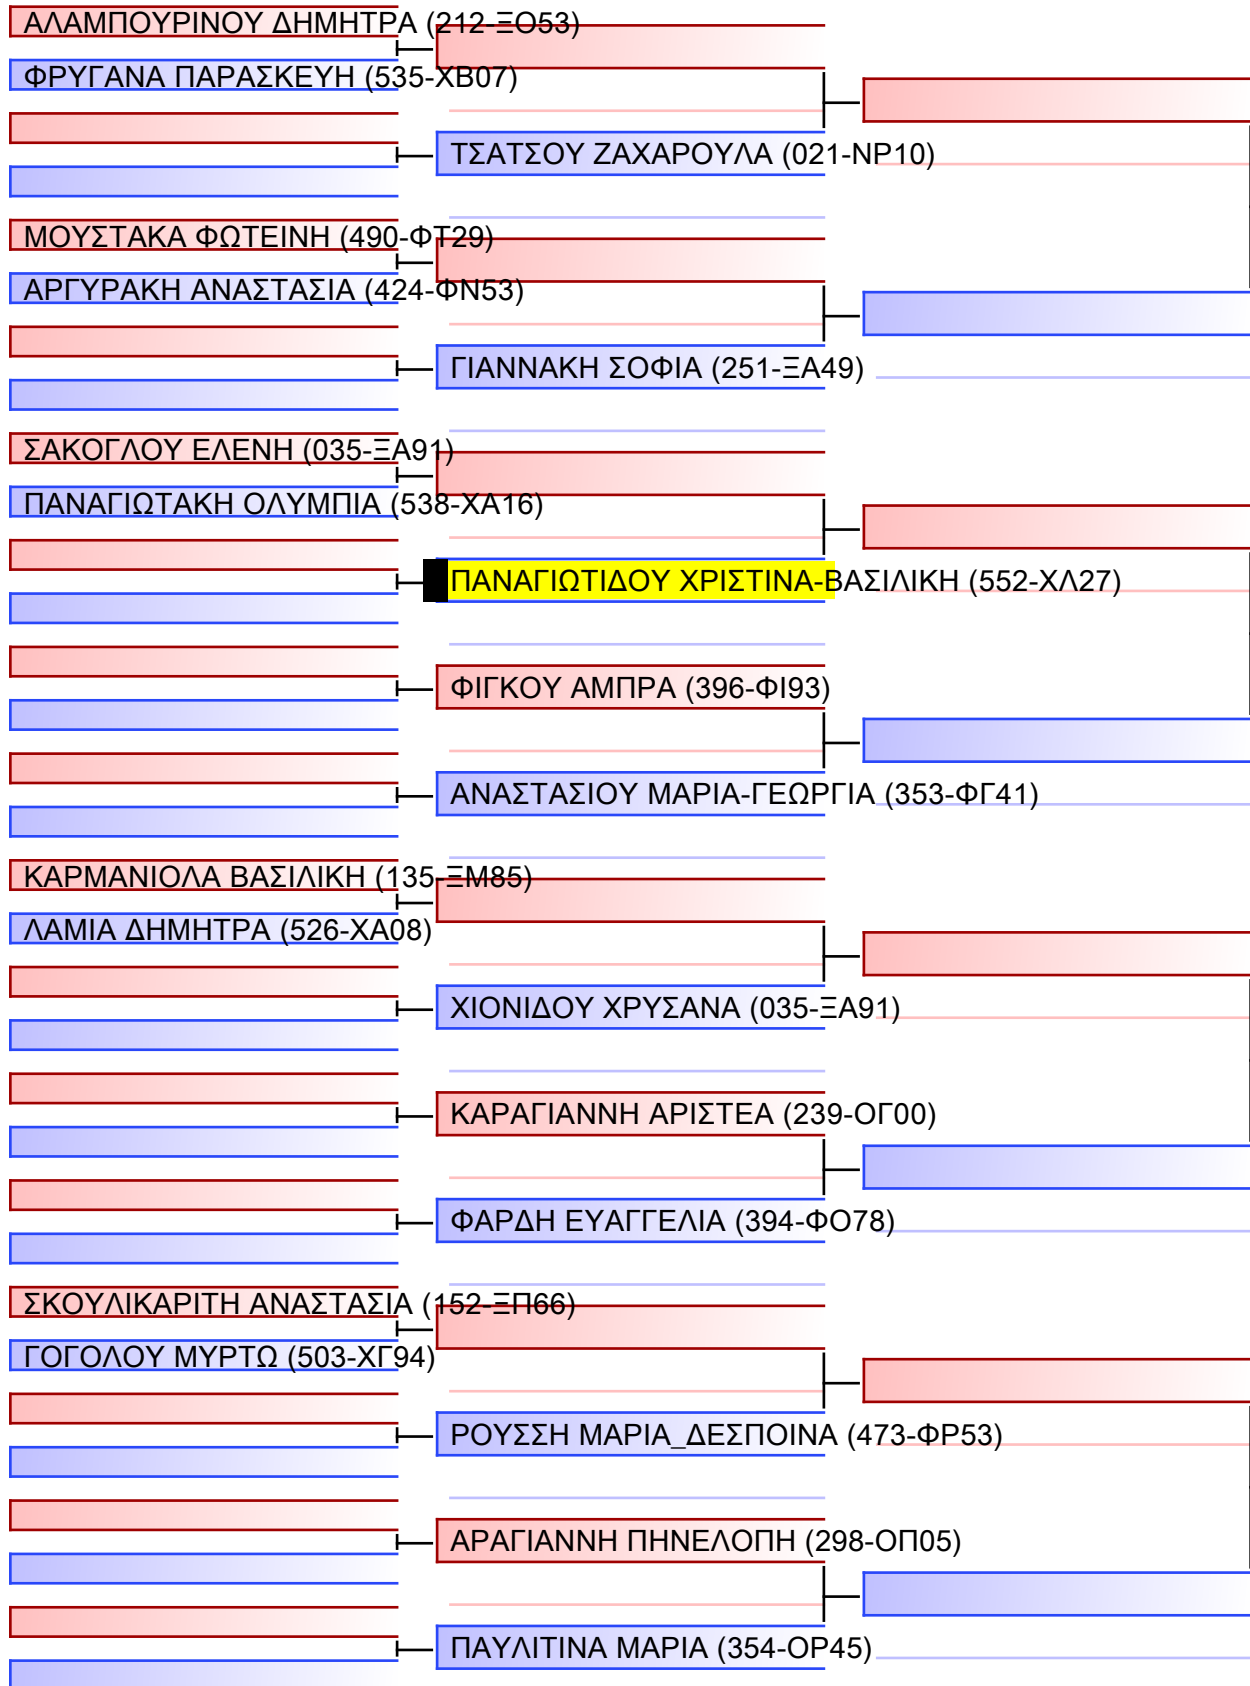 ΑΛΑΜΠΟΥΡΙΝΟΥ ΔΗΜΗΤΡΑ (212-ΞΟ53)
ΦΡΥΓΑΝΑ ΠΑΡΑΣΚΕΥΗ (535-ΧΒ07)
ΤΣΑΤΣΟΥ ΖΑΧΑΡΟΥΛΑ (021-ΝΡ10)
ΜΟΥΣΤΑΚΑ ΦΩΤΕΙΝΗ (490-ΦΤ29)
ΑΡΓΥΡΑΚΗ ΑΝΑΣΤΑΣΙΑ (424-ΦΝ53)
ΓΙΑΝΝΑΚΗ ΣΟΦΙΑ (251-ΞΑ49)
ΣΑΚΟΓΛΟΥ ΕΛΕΝΗ (035-ΞΑ91)
ΠΑΝΑΓΙΩΤΑΚΗ ΟΛΥΜΠΙΑ (538-ΧΑ16)
ΠΑΝΑΓΙΩΤΙΔΟΥ ΧΡΙΣΤΙΝΑ-ΒΑΣΙΛΙΚΗ (552-ΧΛ27)
ΦΙΓΚΟΥ ΑΜΠΡΑ (396-ΦΙ93)
ΑΝΑΣΤΑΣΙΟΥ ΜΑΡΙΑ-ΓΕΩΡΓΙΑ (353-ΦΓ41)
ΚΑΡΜΑΝΙΟΛΑ ΒΑΣΙΛΙΚΗ (135-ΞΜ85)
ΛΑΜΙΑ ΔΗΜΗΤΡΑ (526-ΧΑ08)
ΧΙΟΝΙΔΟΥ ΧΡΥΣΑΝΑ (035-ΞΑ91)
ΚΑΡΑΓΙΑΝΝΗ ΑΡΙΣΤΕΑ (239-ΟΓ00)
ΦΑΡΔΗ ΕΥΑΓΓΕΛΙΑ (394-ΦΟ78)
ΣΚΟΥΛΙΚΑΡΙΤΗ ΑΝΑΣΤΑΣΙΑ (152-ΞΠ66)
ΓΟΓΟΛΟΥ ΜΥΡΤΩ (503-ΧΓ94)
ΡΟΥΣΣΗ ΜΑΡΙΑ_ΔΕΣΠΟΙΝΑ (473-ΦΡ53)
ΑΡΑΓΙΑΝΝΗ ΠΗΝΕΛΟΠΗ (298-ΟΠ05)
ΠΑΥΛΙΤΙΝΑ ΜΑΡΙΑ (354-ΟΡ45)